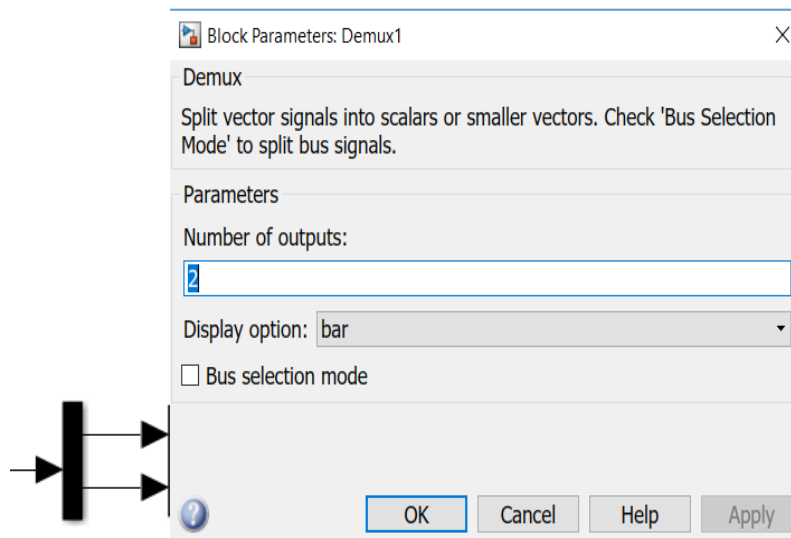 Block Parameters: Demux1
Demux
Split vector signals into scalars or smaller vectors. Check 'Bus Selection
Mode' to split bus signals.
Parameters
Number of outputs:
2
Display option: bar
Bus selection mode
OK Cancel Help Apply